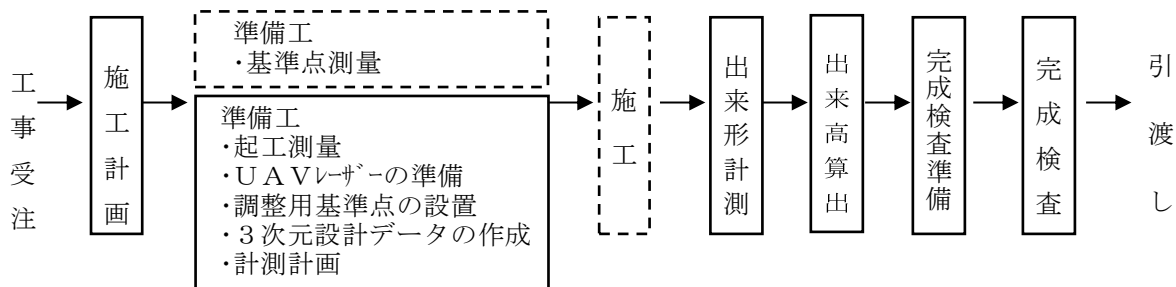 工事受注
施工計画
準備工
・基準点測量
準備工
・起工測量
・ＵＡＶﾚｰｻﾞｰの準備
・調整用基準点の設置
・３次元設計データの作成
・計測計画
施工
出来形計測
出来高算出
完成検査準備
完成検査
引渡し